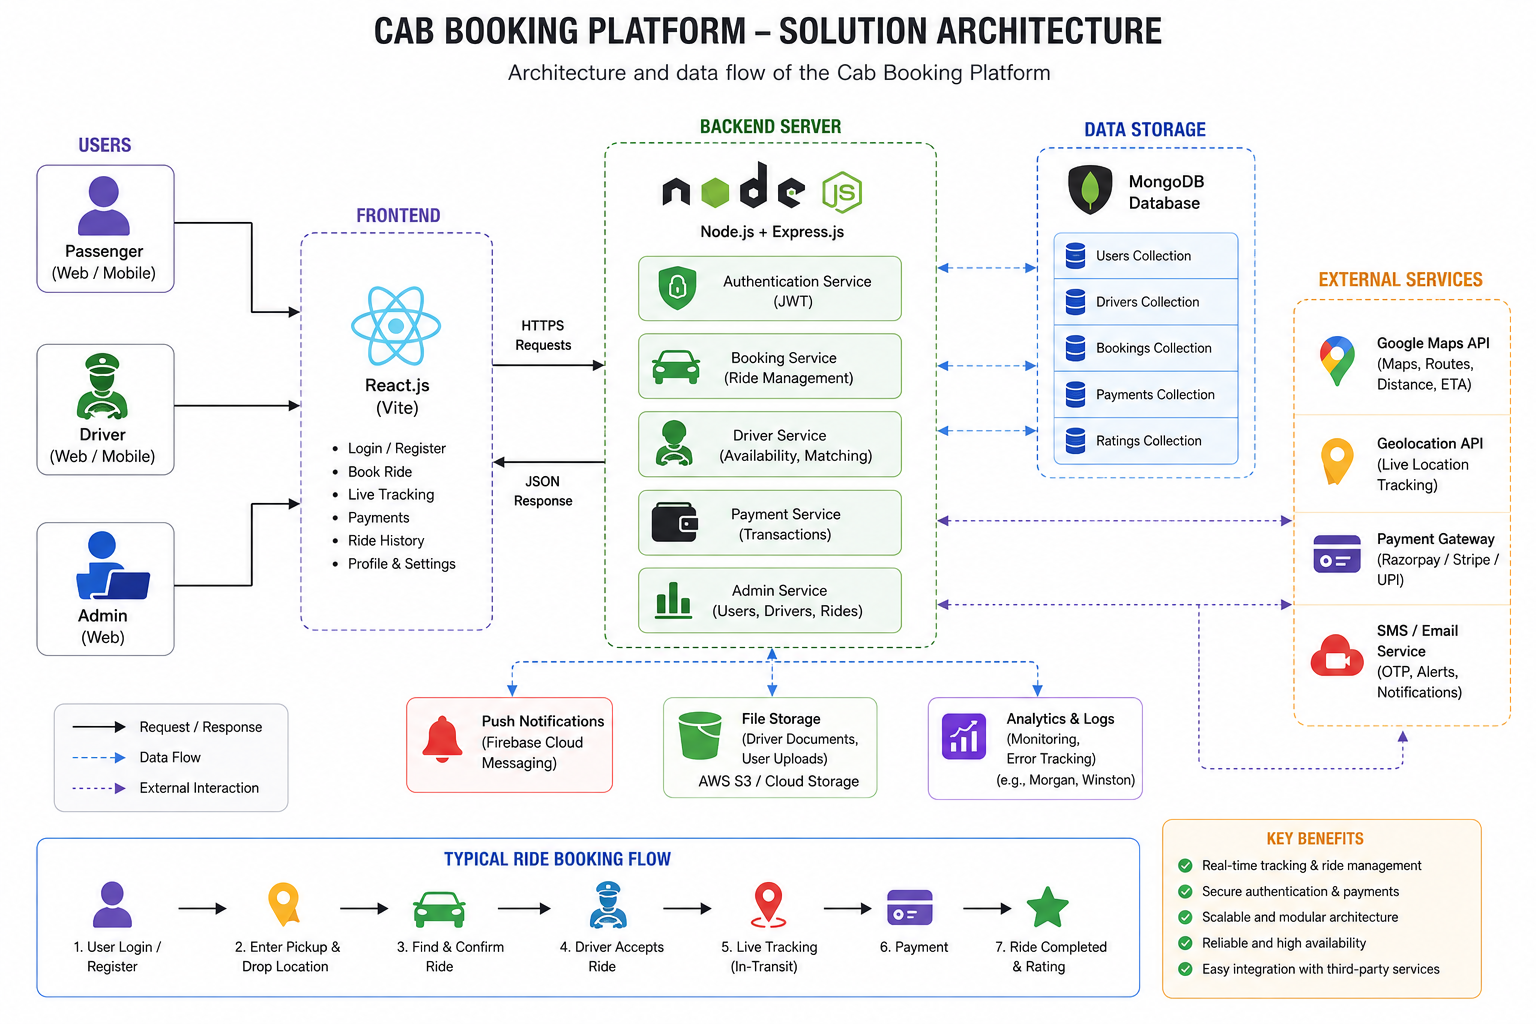 CAB BOOKING PLATFORM – SOLUTION ARCHITECTURE
Architecture and data flow of the Cab Booking Platform
USERS
Passenger
(Web / Mobile)
Driver
(Web / Mobile)
Admin
(Web)
FRONTEND
React.js
(Vite)
• Login / Register
• Book Ride
• Live Tracking
• Payments
• Ride History
• Profile & Settings
HTTPS
Requests
JSON
Response
BACKEND SERVER
node
JS
Node.js + Express.js
Authentication Service
(JWT)
Booking Service
(Ride Management)
Driver Service
(Availability, Matching)
Payment Service
(Transactions)
Admin Service
(Users, Drivers, Rides)
DATA STORAGE
MongoDB
Database
Users Collection
Drivers Collection
Bookings Collection
Payments Collection
Ratings Collection
EXTERNAL SERVICES
Google Maps API
(Maps, Routes,
Distance, ETA)
Geolocation API
(Live Location
Tracking)
Payment Gateway
(Razorpay / Stripe /
UPI)
SMS / Email
Service
(OTP, Alerts,
Notifications)
Request / Response
Data Flow
External Interaction
Push Notifications
(Firebase Cloud
Messaging)
File Storage
(Driver Documents,
User Uploads)
AWS S3 / Cloud Storage
Analytics & Logs
(Monitoring,
Error Tracking)
(e.g., Morgan, Winston)
TYPICAL RIDE BOOKING FLOW
1. User Login /
Register
2. Enter Pickup &
Drop Location
3. Find & Confirm
Ride
4. Driver Accepts
Ride
5. Live Tracking
(In-Transit)
6. Payment
7. Ride Completed
& Rating
KEY BENEFITS
Real-time tracking & ride management
Secure authentication & payments
Scalable and modular architecture
Reliable and high availability
Easy integration with third-party services